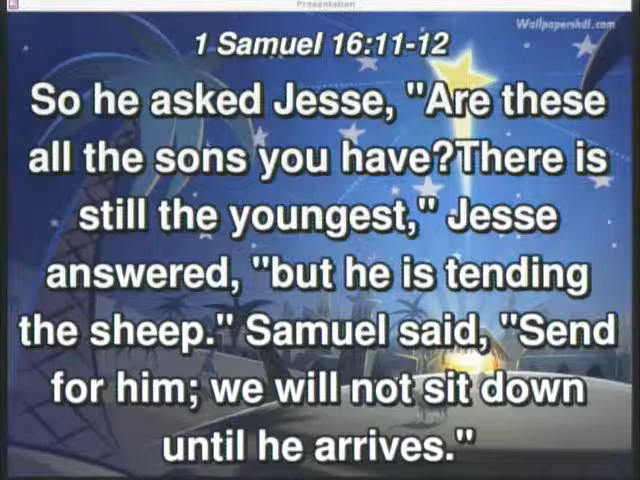 Presentation
Wallpapershdi.com
1 Samuel 16:11-12
So he asked Jesse, "Are these
all the sons you have?There is
still the youngest," Jesse
answered, "but he is tending
the sheep." Samuel said, "Send
for him; we will not sit down
until he arrives."